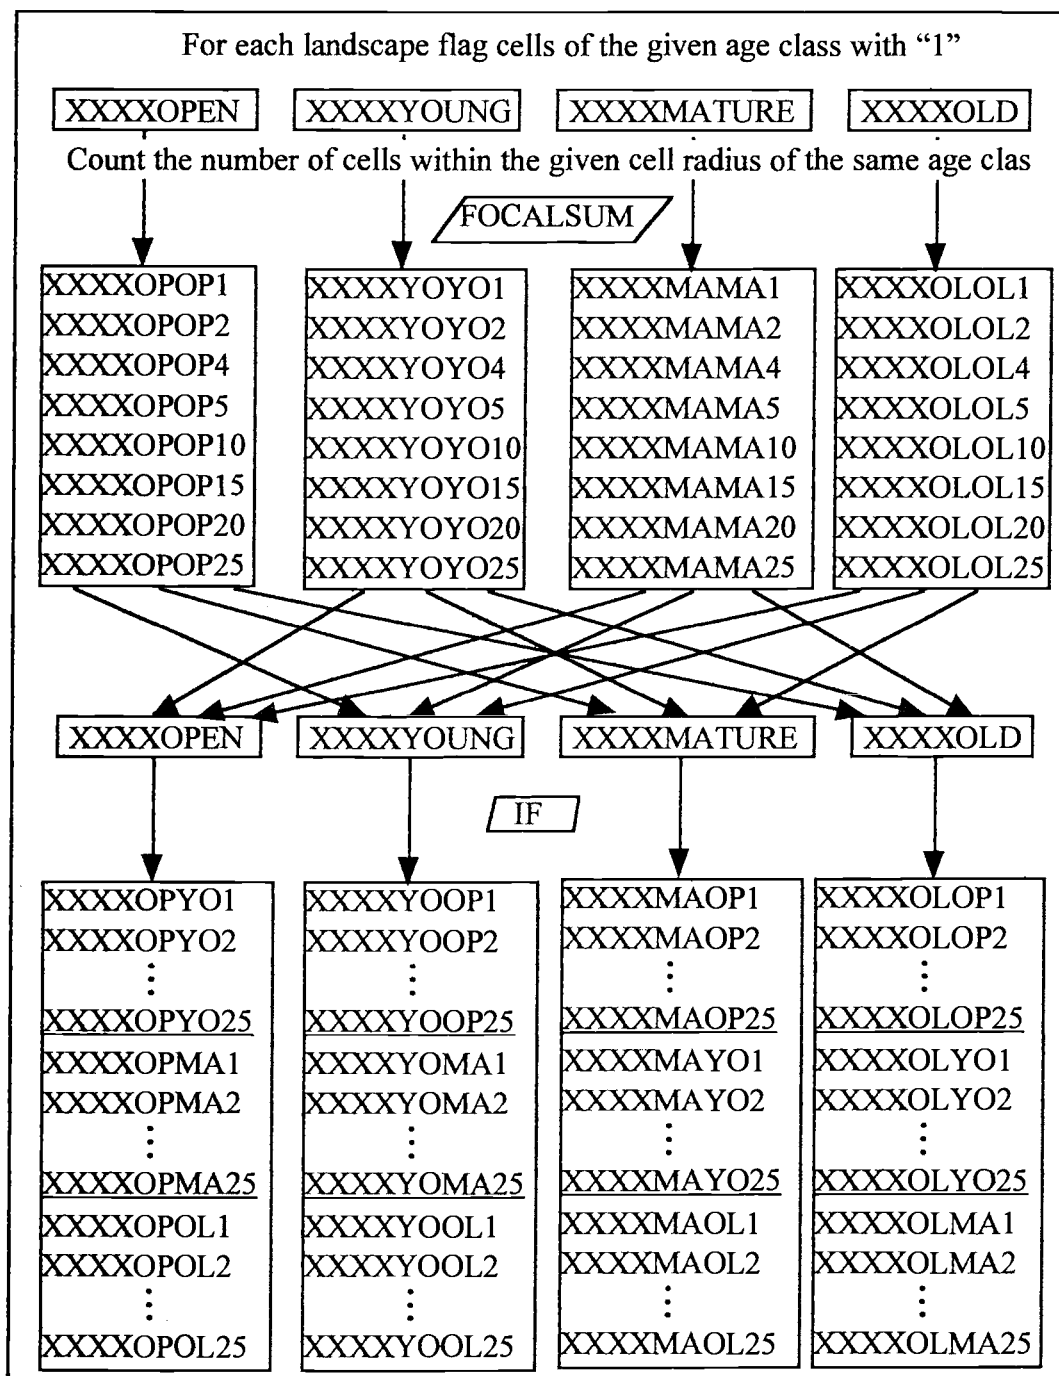 For each landscape flag cells of the given age class with “1”
XXXXOPEN XXXXYOUNG XXXXMATURE XXXXOLD
Count the number of cells within the given cell radius of the same age clas
FOCALSUM
XXXXOPOP1 XXXXYOYO1 XXXXMAMA1 XXXXOLOL1
XXXXOPOP2 XXXXYOYO2 XXXXMAMA2 XXXXOLOL2
XXXXOPOP4 XXXXYOYO4 XXXXMAMA4 XXXXOLOL4
XXXXOPOP5 XXXXYOYO5 XXXXMAMA5 XXXXOLOL5
XXXXOPOP10 XXXXYOYO10 XXXXMAMA10 XXXXOLOL10
XXXXOPOP15 XXXXYOYO15 XXXXMAMA15 XXXXOLOL15
XXXXOPOP20 XXXXYOYO20 XXXXMAMA20 XXXXOLOL20
XXXXOPOP25 XXXXYOYO25 XXXXMAMA25 XXXXOLOL25
XXXXOPEN XXXXYOUNG XXXXMATURE XXXXOLD
IF
XXXXOPYO1 XXXXYOOP1 XXXXMAOP1 XXXXOLOP1
XXXXOPYO2 XXXXYOOP2 XXXXMAOP2 XXXXOLOP2
⋮ ⋮ ⋮ ⋮
XXXXOPYO25 XXXXYOOP25 XXXXMAOP25 XXXXOLOP25
XXXXOPMA1 XXXXYOMA1 XXXXMAYO1 XXXXOLYO1
XXXXOPMA2 XXXXYOMA2 XXXXMAYO2 XXXXOLYO2
⋮ ⋮ ⋮ ⋮
XXXXOPMA25 XXXXYOMA25 XXXXMAYO25 XXXXOLYO25
XXXXOPOL1 XXXXYOOL1 XXXXMAOL1 XXXXOLMA1
XXXXOPOL2 XXXXYOOL2 XXXXMAOL2 XXXXOLMA2
⋮ ⋮ ⋮ ⋮
XXXXOPOL25 XXXXYOOL25 XXXXMAOL25 XXXXOLMA25